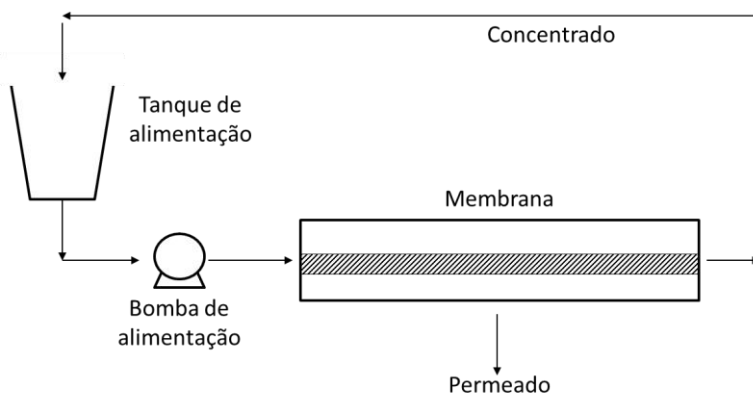 Concentrado
Tanque de
alimentação
Membrana
Bomba de
alimentação
Permeado